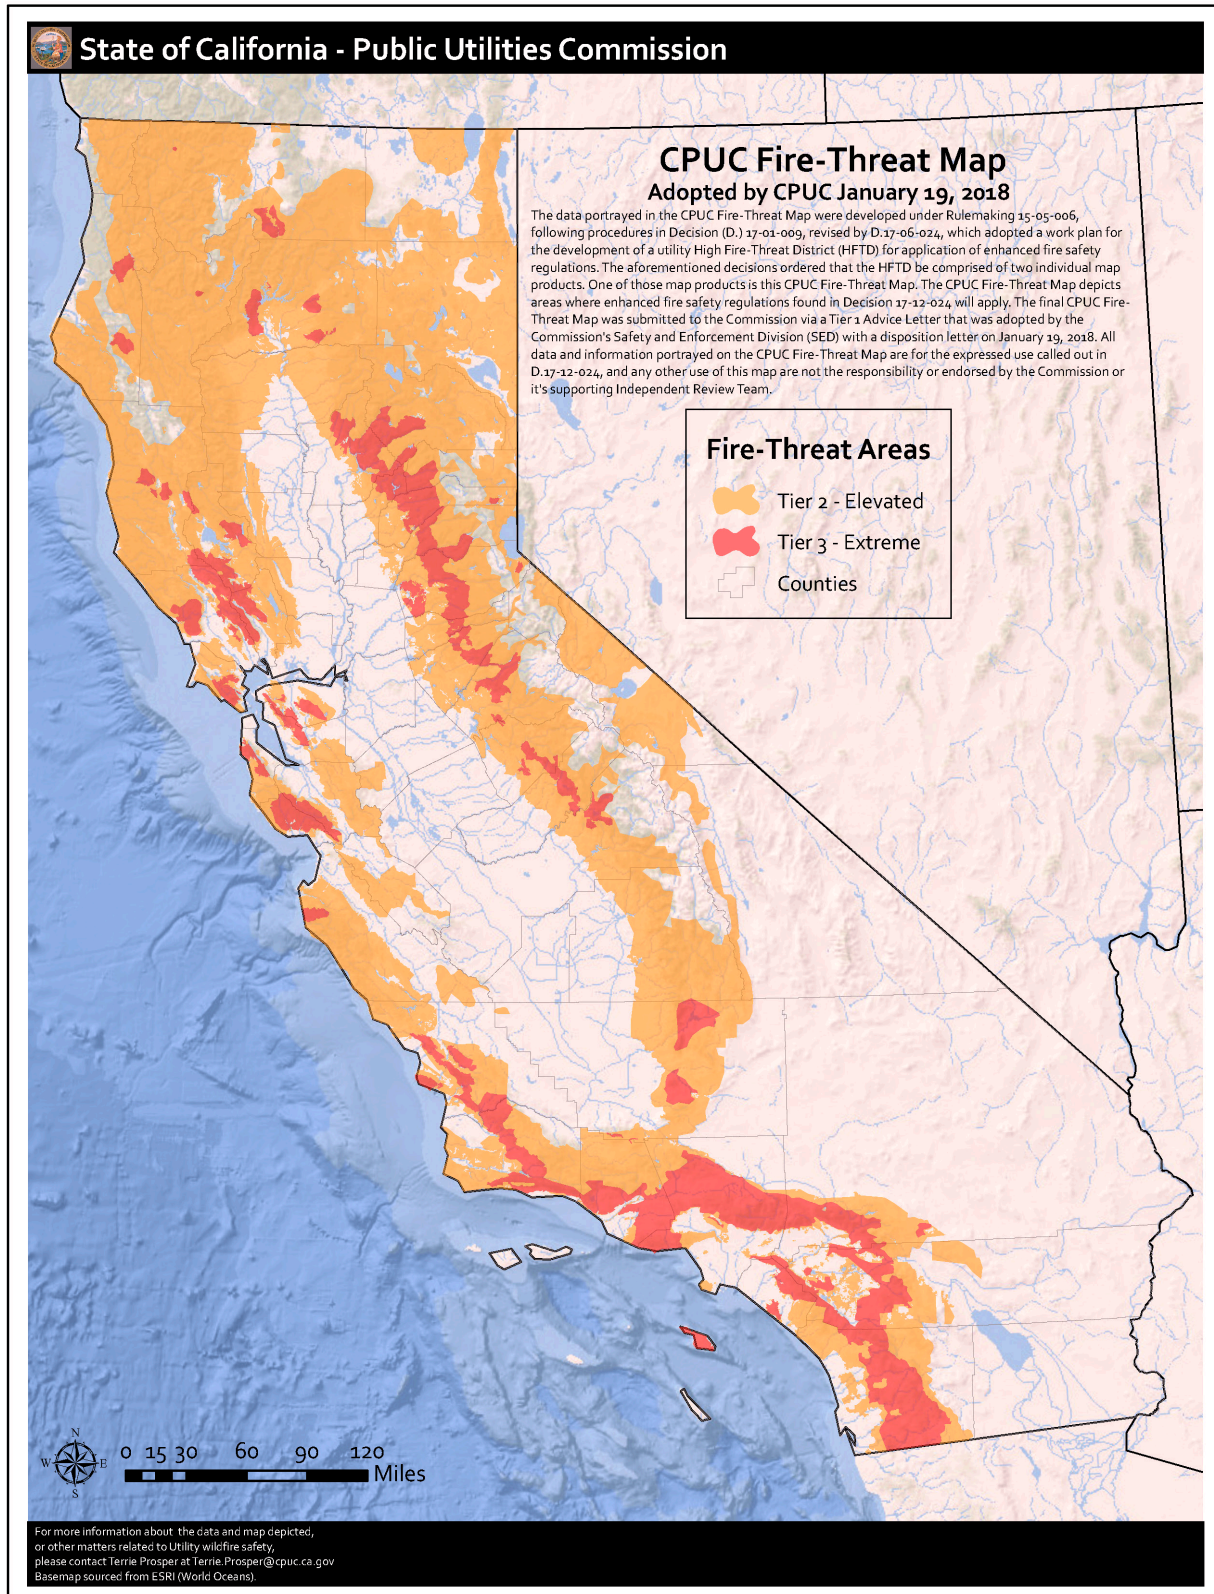 State of California - Public Utilities Commission
CPUC Fire-Threat Map
Adopted by CPUC January 19, 2018
The data portrayed in the CPUC Fire-Threat Map were developed under Rulemaking 15-05-006,
following procedures in Decision (D.) 17-01-009, revised by D.17-06-024, which adopted a work plan for
the development of a utility High Fire-Threat District (HFTD) for application of enhanced fire safety
regulations. The aforementioned decisions ordered that the HFTD be comprised of two individual map
products. One of those map products is this CPUC Fire-Threat Map. The CPUC Fire-Threat Map depicts
areas where enhanced fire safety regulations found in Decision 17-12-024 will apply. The final CPUC Fire-
Threat Map was submitted to the Commission via a Tier 1 Advice Letter that was adopted by the
Commission's Safety and Enforcement Division (SED) with a disposition letter on January 19, 2018. All
data and information portrayed on the CPUC Fire-Threat Map are for the expressed use called out in
D.17-12-024, and any other use of this map are not the responsibility or endorsed by the Commission or
it's supporting Independent Review Team.
Fire-Threat Areas
Tier 2 - Elevated
Tier 3 - Extreme
Counties
N
W E
S
0 15 30 60 90 120
Miles
For more information about the data and map depicted,
or other matters related to Utility wildfire safety,
please contact Terrie Prosper at Terrie.Prosper@cpuc.ca.gov
Basemap sourced from ESRI (World Oceans).